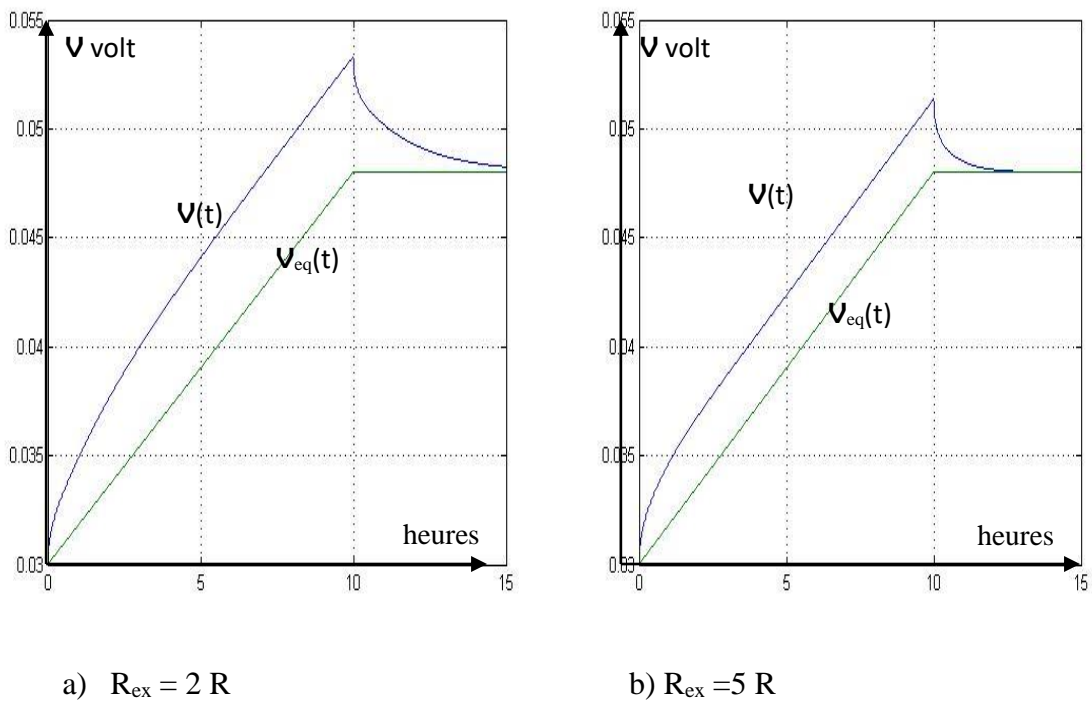 0.055
V volt
0.05
V(t)
0.045
Veq(t)
0.04
0.035
heures
0.03
0 5 10 15
a) Rex = 2 R
0.055
V volt
0.05
V(t)
0.045
Veq(t)
0.04
0.035
heures
0.03
0 5 10 15
b) Rex =5 R